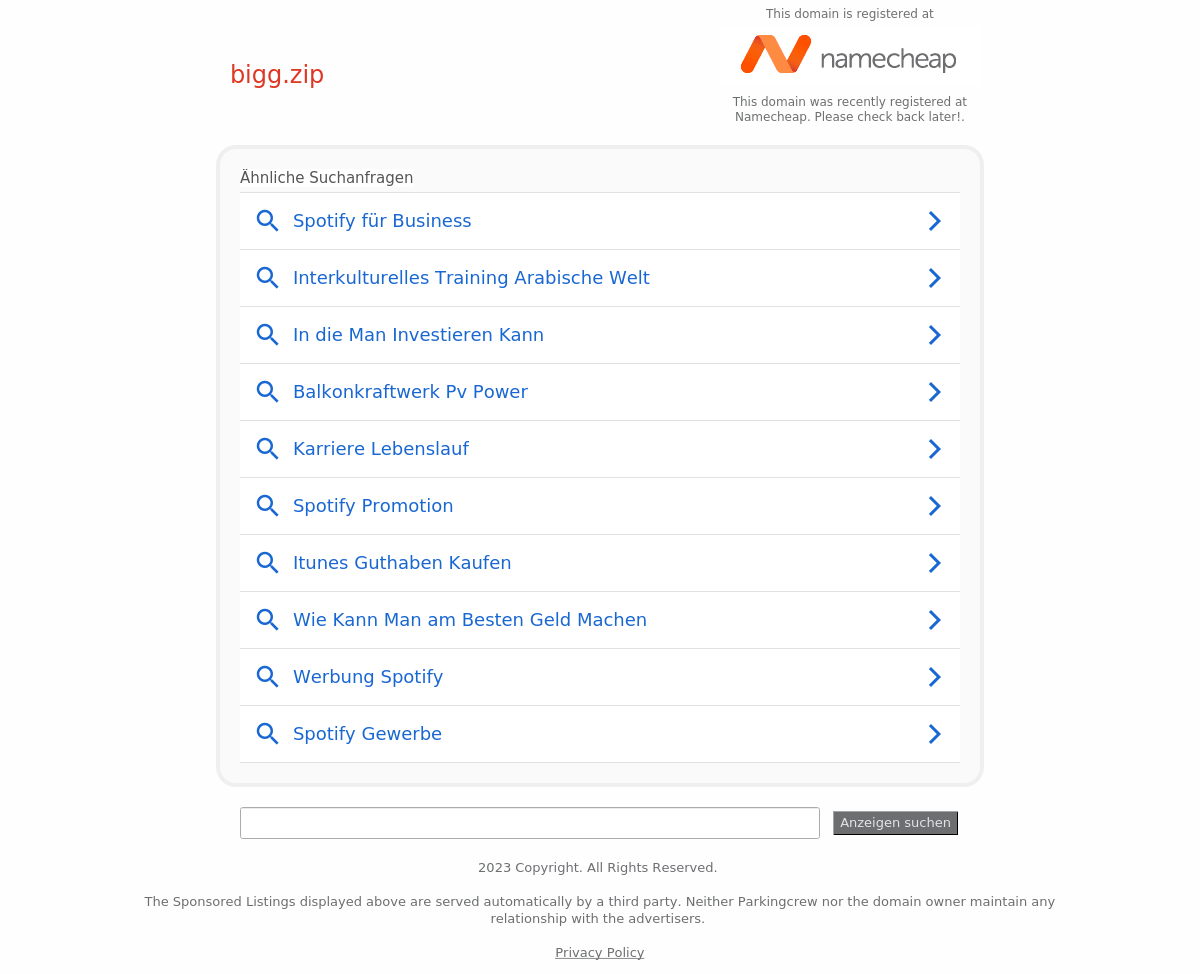 This domain is registered at
namecheap
bigg.zip
This domain was recently registered at
Namecheap. Please check back later!.
Ähnliche Suchanfragen
Spotify für Business
Interkulturelles Training Arabische Welt
In die Man Investieren Kann
Balkonkraftwerk Pv Power
Karriere Lebenslauf
Spotify Promotion
Itunes Guthaben Kaufen
Wie Kann Man am Besten Geld Machen
Werbung Spotify
Spotify Gewerbe
Anzeigen suchen
2023 Copyright. All Rights Reserved.
The Sponsored Listings displayed above are served automatically by a third party. Neither Parkingcrew nor the domain owner maintain any
relationship with the advertisers.
Privacy Policy